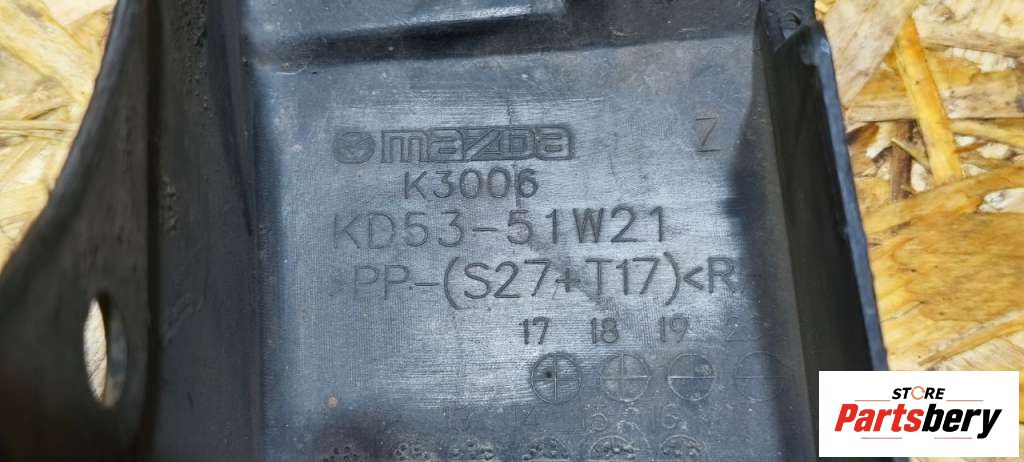 mazda Z
K3006
KD53-51W21
>PP-(S27+T17)<R
17 18 19
STORE
Partsbery